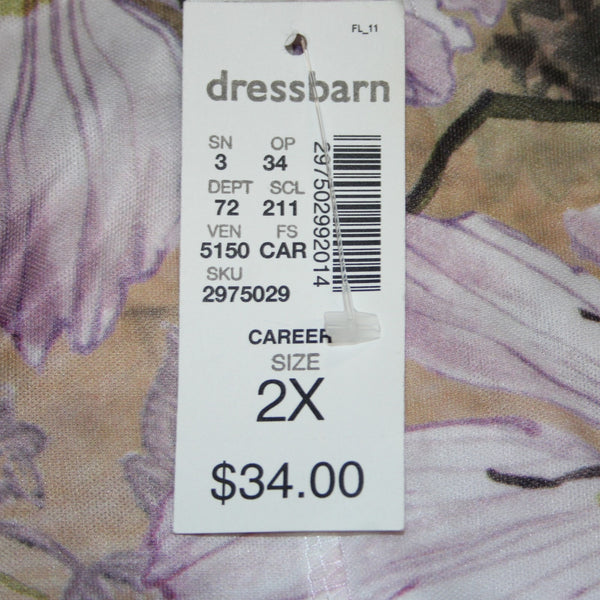 FL_11
dressbarn
SN OP
3 34
DEPT SCL
72 211
VEN FS
5150 CAR
SKU
2975029
29750292014
CAREER
SIZE
2X
$34.00